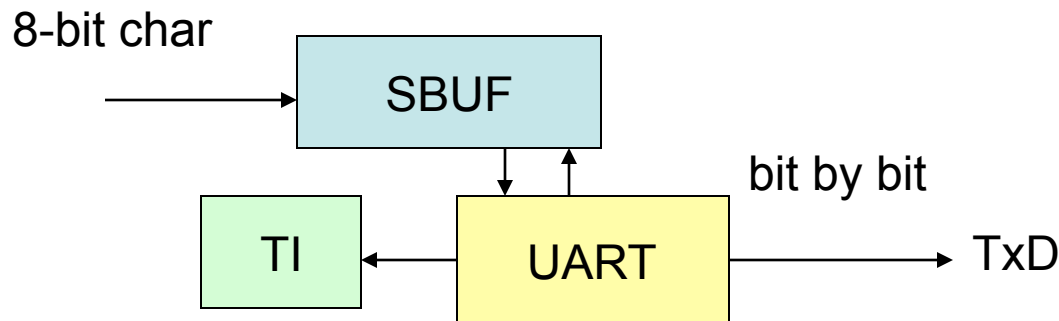 8-bit char
SBUF
bit by bit
TI
UART
TxD